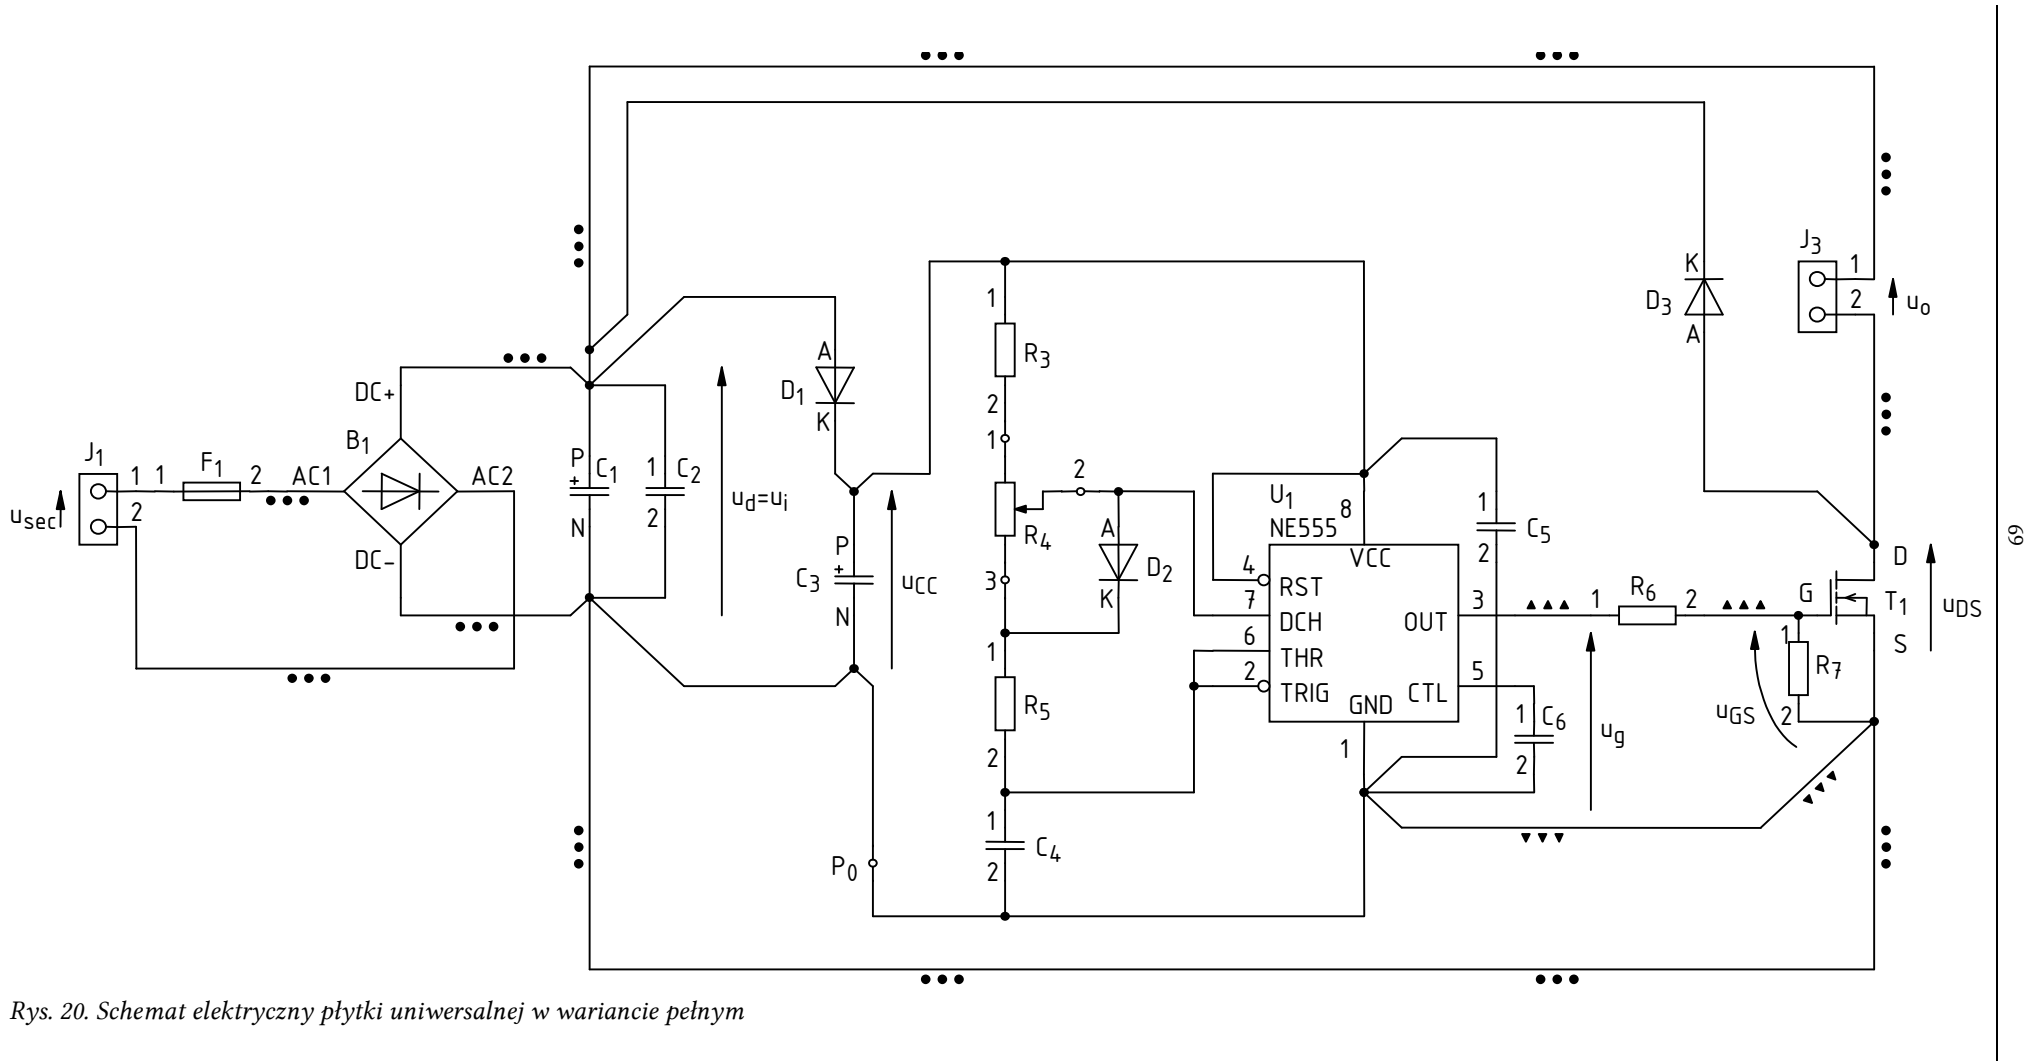 J1
1
2
usec
1
F1
2
AC1
B1
DC+
DC-
AC2
P
+
C1
N
1
C2
2
ud=ui
A
D1
K
P
+
C3
N
uCC
P0
1
R3
2
1
R4
3
2
A
D2
K
1
R5
2
1
C4
2
U1
NE555
8
VCC
4
RST
7
DCH
6
THR
2
TRIG
3
OUT
5
CTL
GND
1
1
C5
2
1
C6
2
ug
1
R6
2
uGS
1
R7
2
G
D
T1
S
uDS
K
D3
A
J3
1
2
uo
69
Rys. 20. Schemat elektryczny płytki uniwersalnej w wariancie pełnym